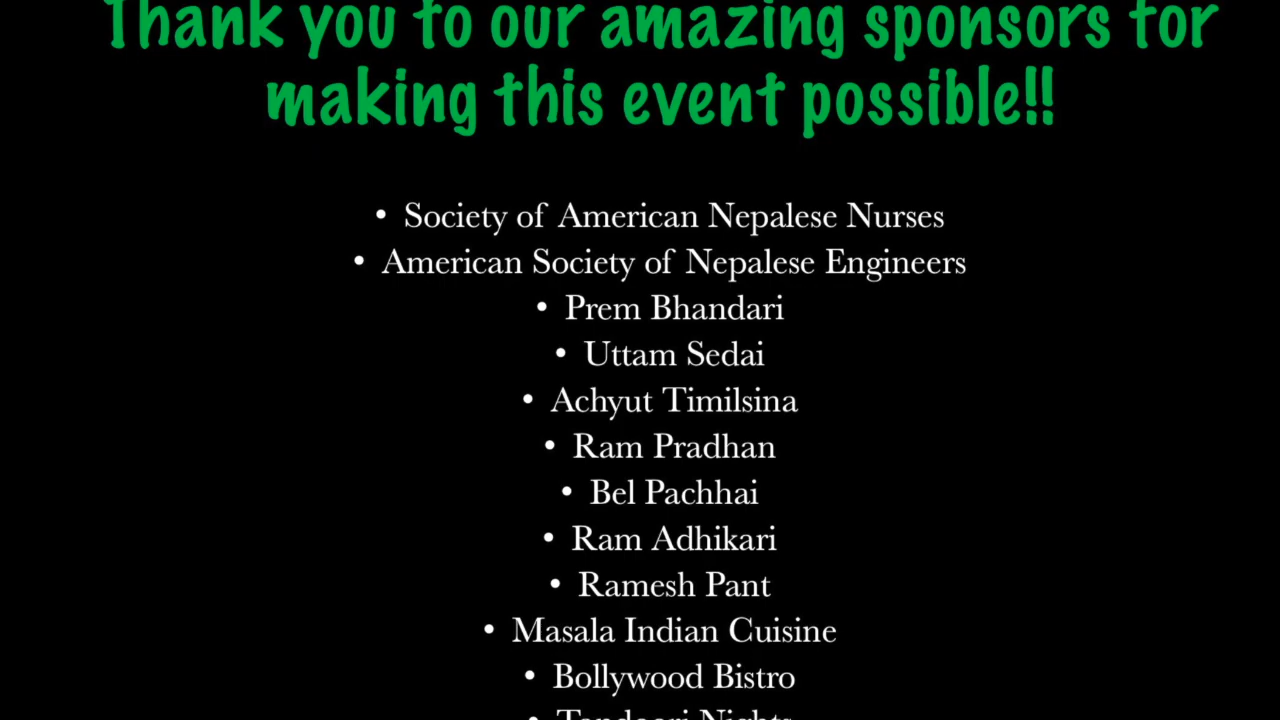 Thank you to our amazing sponsors for
making this event possible!!
• Society of American Nepalese Nurses
• American Society of Nepalese Engineers
• Prem Bhandari
• Uttam Sedai
• Achyut Timilsina
• Ram Pradhan
• Bel Pachhai
• Ram Adhikari
• Ramesh Pant
• Masala Indian Cuisine
• Bollywood Bistro
• Tandoori Nights